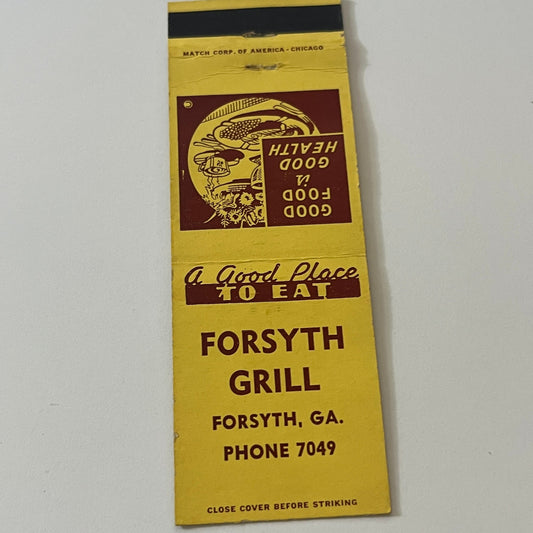 MATCH CORP. OF AMERICA - CHICAGO
GOOD
FOOD
is
GOOD
HEALTH
A Good Place
TO EAT
FORSYTH
GRILL
FORSYTH, GA.
PHONE 7049
CLOSE COVER BEFORE STRIKING